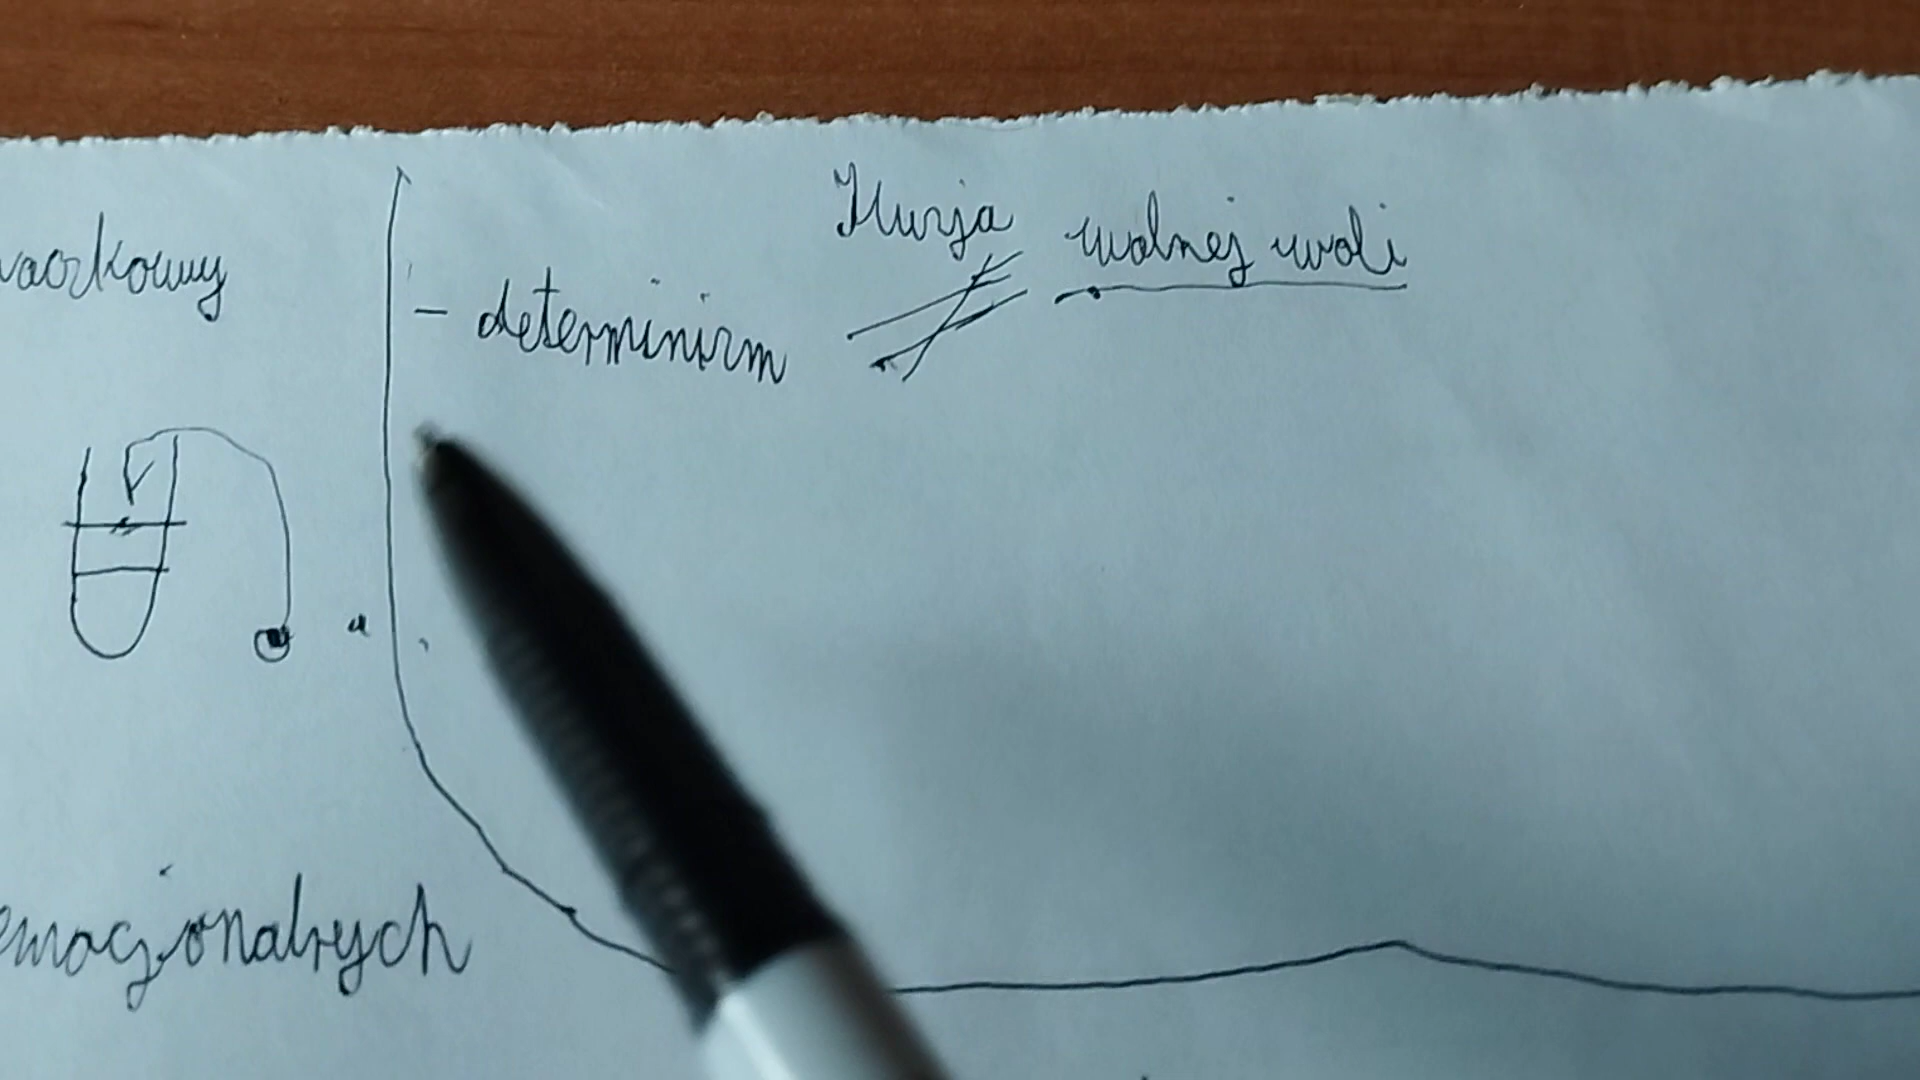 Iluzja wolnej woli
- determinizm
emocjonalnych